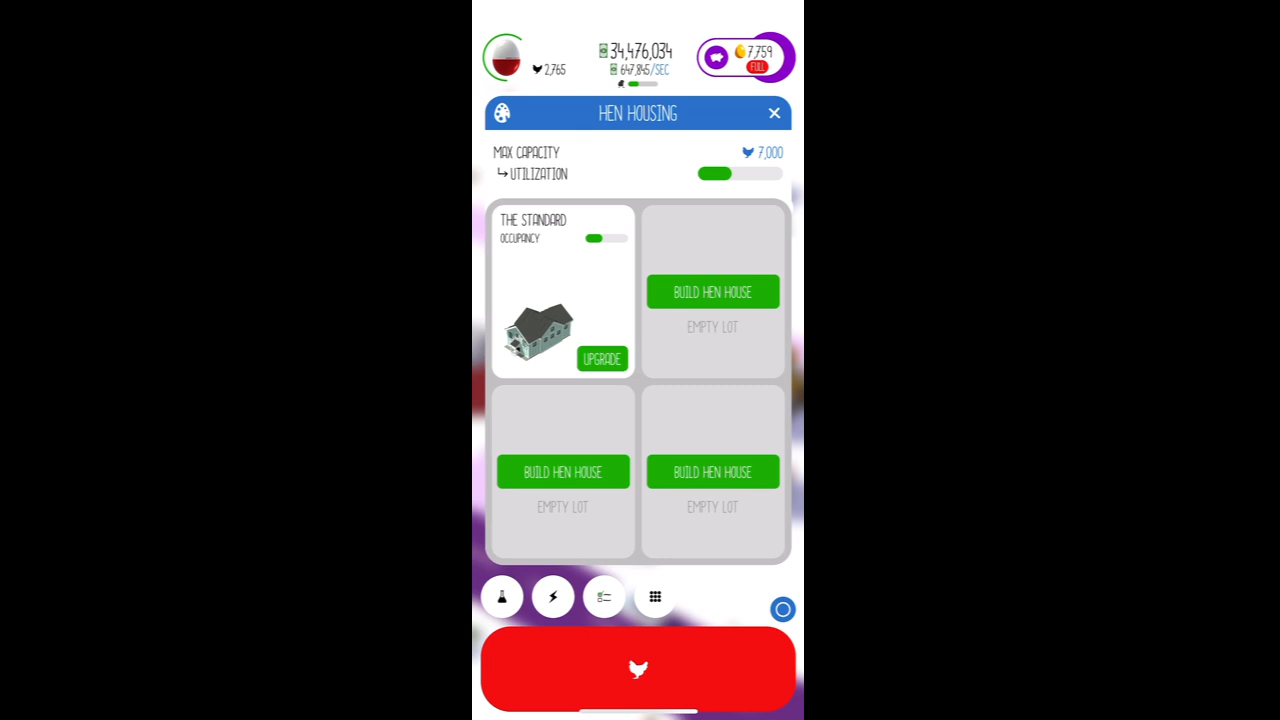 2,765
34,476,034
647,845/SEC
7,759
FULL
HEN HOUSING
MAX CAPACITY
7,000
UTILIZATION
THE STANDARD
OCCUPANCY
UPGRADE
BUILD HEN HOUSE
EMPTY LOT
BUILD HEN HOUSE
EMPTY LOT
BUILD HEN HOUSE
EMPTY LOT